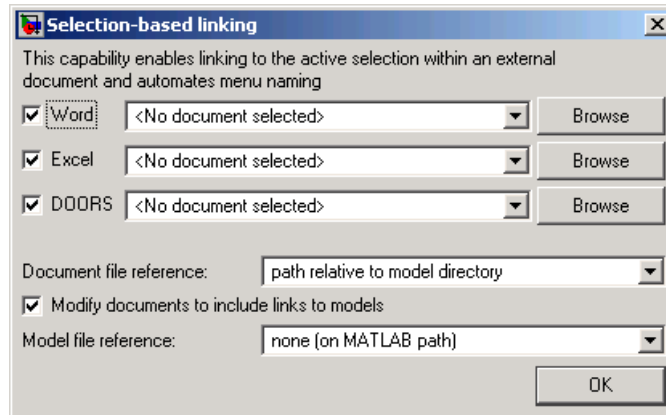 Selection-based linking
This capability enables linking to the active selection within an external
document and automates menu naming
Word <No document selected> Browse
Excel <No document selected> Browse
DOORS <No document selected> Browse
Document file reference: path relative to model directory
Modify documents to include links to models
Model file reference: none (on MATLAB path)
OK